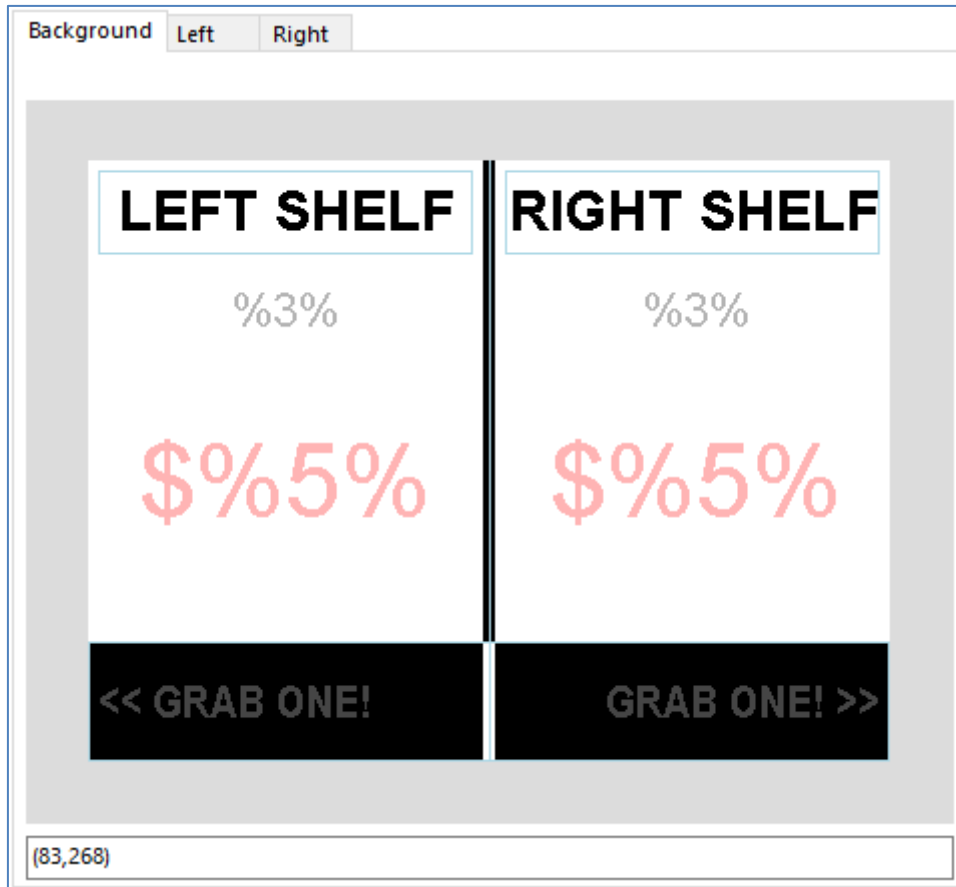 Background Left Right
LEFT SHELF RIGHT SHELF
%3% %3%
$%5% $%5%
<< GRAB ONE! GRAB ONE! >>
(83,268)